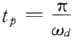 t_p = π/ω_d